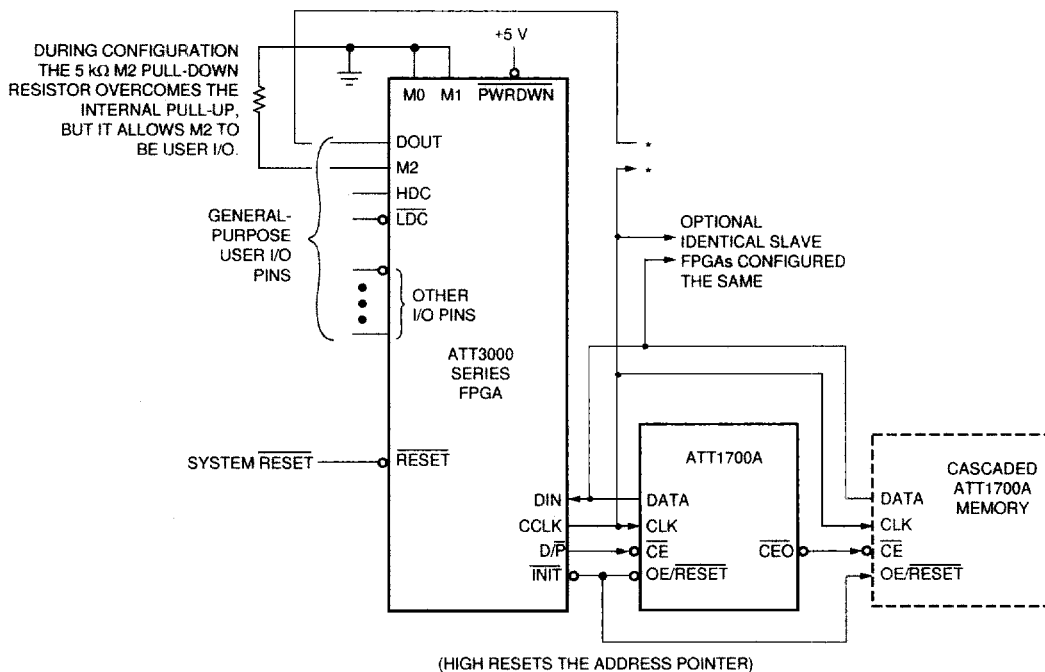 +5 V
DURING CONFIGURATION
THE 5 kΩ M2 PULL-DOWN
RESISTOR OVERCOMES THE
INTERNAL PULL-UP,
BUT IT ALLOWS M2 TO
BE USER I/O.
M0 M1 PWRDWN
DOUT
M2
HDC
LDC
GENERAL-
PURPOSE
USER I/O
PINS
OTHER
I/O PINS
*
*
OPTIONAL
IDENTICAL SLAVE
FPGAs CONFIGURED
THE SAME
ATT3000
SERIES
FPGA
SYSTEM RESET
RESET
DIN
CCLK
D/P
INIT
ATT1700A
DATA
CLK
CE
OE/RESET
CEO
CASCADED
ATT1700A
MEMORY
DATA
CLK
CE
OE/RESET
(HIGH RESETS THE ADDRESS POINTER)